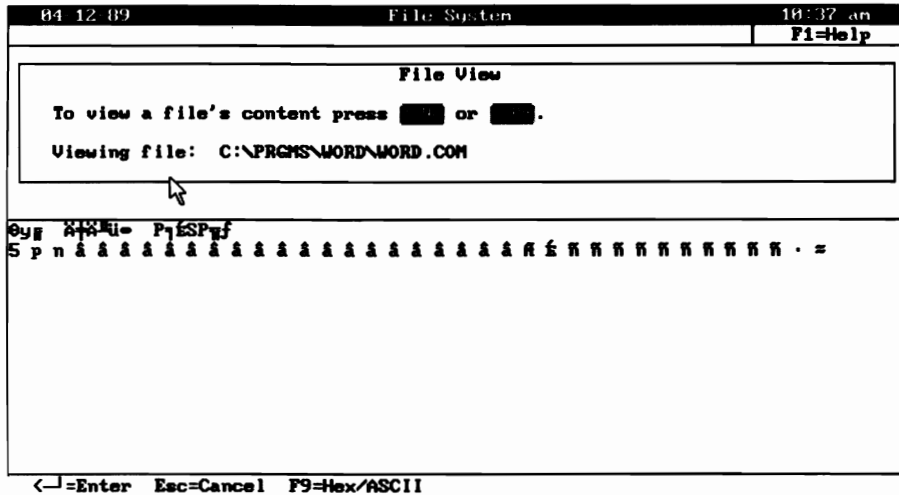 04-12-89 File System 10:37 am
F1=Help
File View
To view a file's content press or .
Viewing file: C:\PRGMS\WORD\WORD.COM
5 p n â â â â â â â â â â â â â â â â â â â â
<┘=Enter Esc=Cancel F9=Hex/ASCII